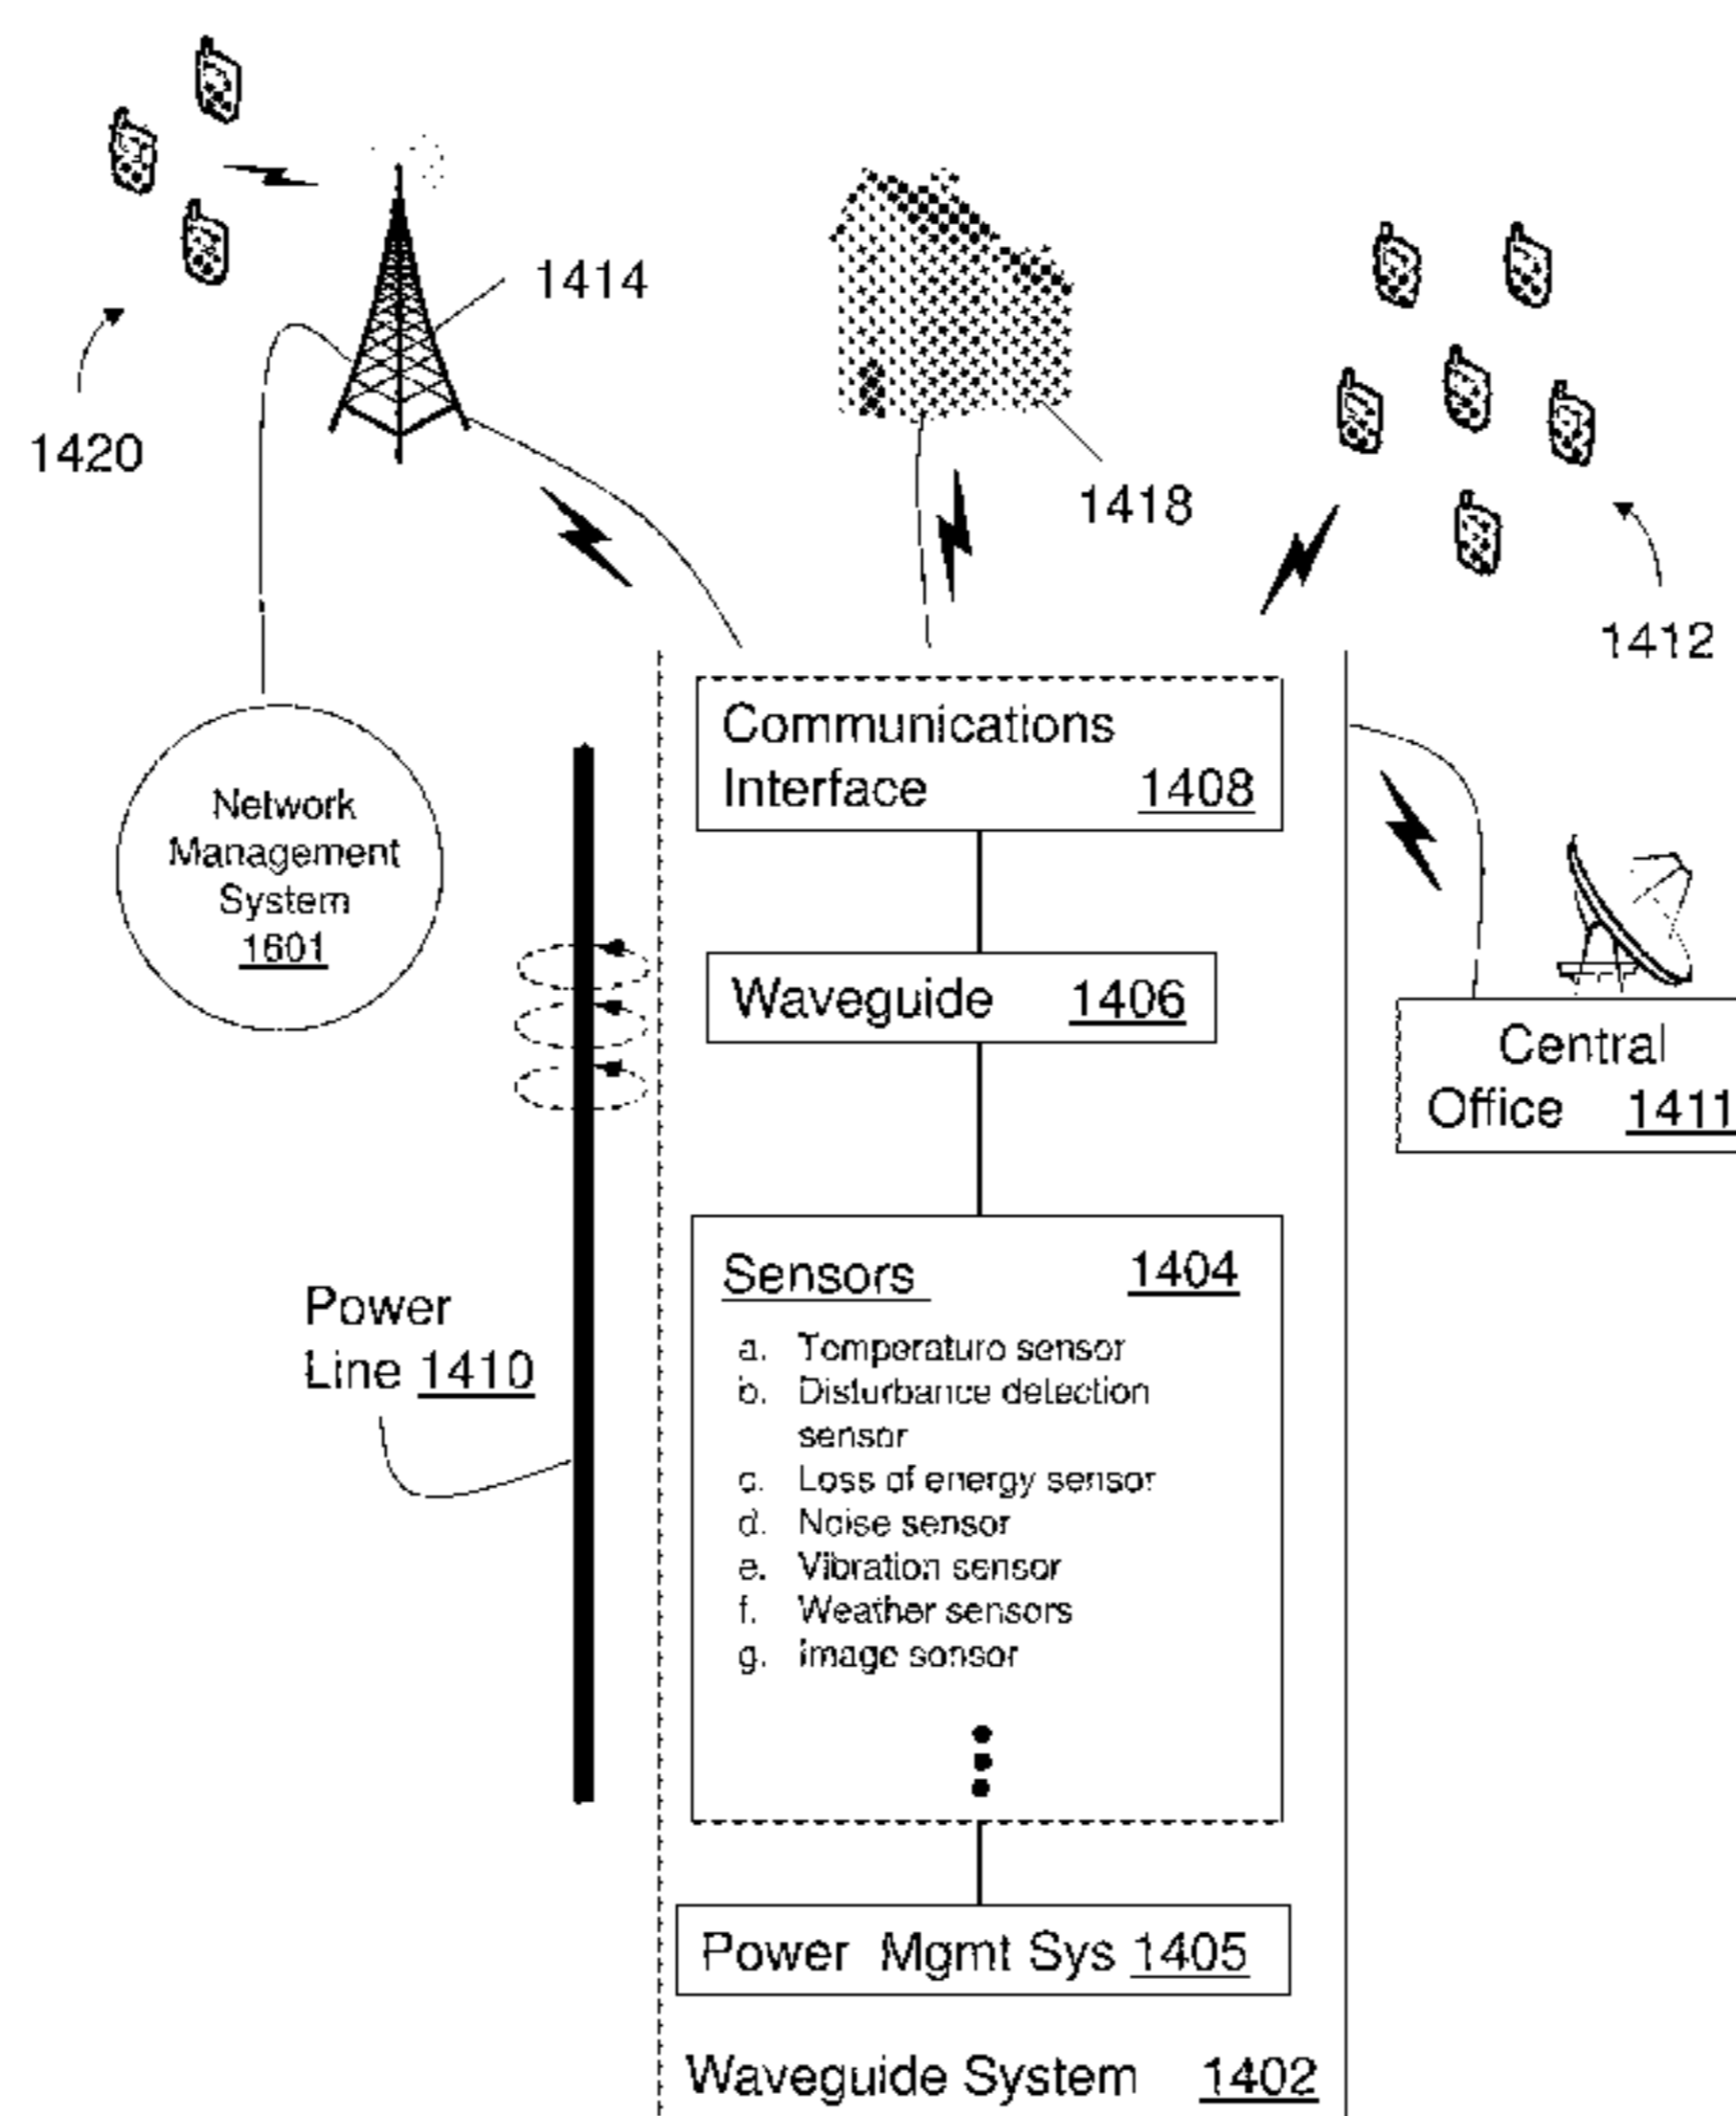 1414
1420
1418
1412
Communications
Interface 1408
Network
Management
System
1601
Waveguide 1406
Central
Office 1411
Sensors 1404
a. Temperature sensor
b. Disturbance detection
sensor
c. Loss of energy sensor
d. Noise sensor
e. Vibration sensor
f. Weather sensors
g. image sensor
Power
Line 1410
Power Mgmt Sys 1405
Waveguide System 1402